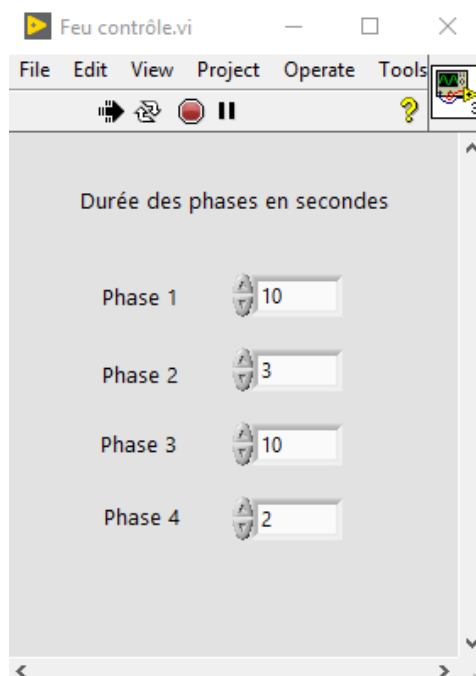 Feu contrôle.vi
File Edit View Project Operate Tools
?
3
Durée des phases en secondes
Phase 1 10
Phase 2 3
Phase 3 10
Phase 4 2